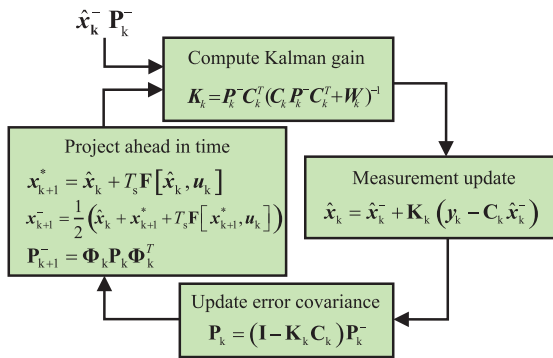 x̂ₖ⁻ Pₖ⁻
Compute Kalman gain
Kₖ=Pₖ⁻Cₖᵀ(CₖPₖ⁻Cₖᵀ+Wₖ)⁻¹
Project ahead in time
x*ₖ₊₁ = x̂ₖ + TₛF[x̂ₖ, uₖ]
x⁻ₖ₊₁ = 1/2 (x̂ₖ + x*ₖ₊₁ + TₛF[x*ₖ₊₁, uₖ])
P⁻ₖ₊₁ = ΦₖPₖΦₖᵀ
Measurement update
x̂ₖ = x̂ₖ⁻ + Kₖ (yₖ − Cₖx̂ₖ⁻)
Update error covariance
Pₖ = (I − KₖCₖ)Pₖ⁻